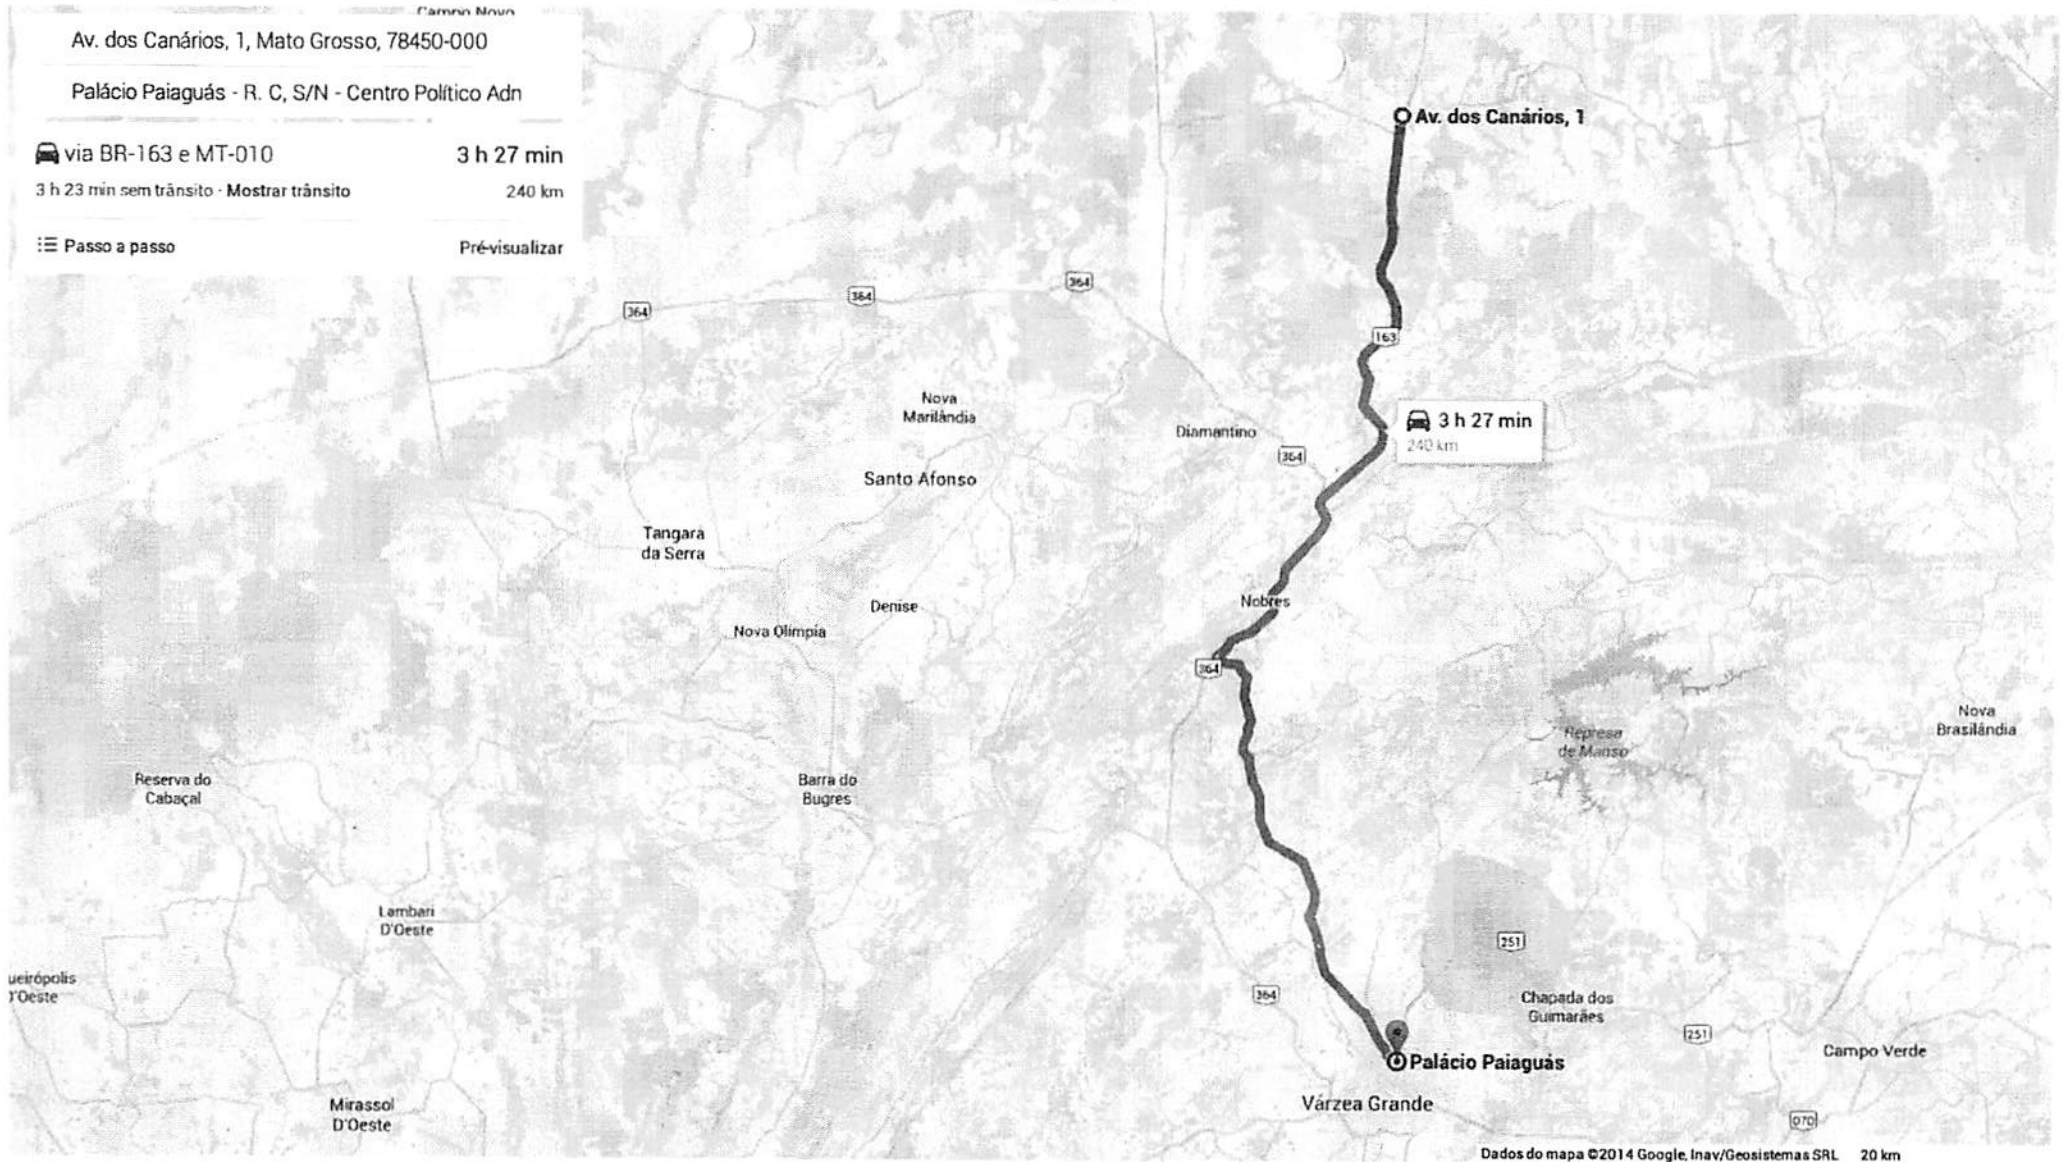 Campo Novo
Av. dos Canários, 1, Mato Grosso, 78450-000
Palácio Paiaguás - R. C, S/N - Centro Político Adn
via BR-163 e MT-010 3 h 27 min
3 h 23 min sem trânsito · Mostrar trânsito 240 km
Passo a passo Pré-visualizar
Av. dos Canários, 1
364
364
364
163
Nova
Marilândia
Diamantino
3 h 27 min
240 km
364
Santo Afonso
Tangará
da Serra
Nobres
Denise
Nova Olímpia
364
Nova
Brasilândia
Represa
de Manso
Reserva do
Cabaçal
Barra do
Bugres
Lambari
D'Oeste
251
ueirópolis
D'Oeste
364
Chapada dos
Guimarães
251
Campo Verde
Palácio Paiaguás
Várzea Grande
Mirassol
D'Oeste
070
Dados do mapa ©2014 Google, Inav/Geosistemas SRL 20 km